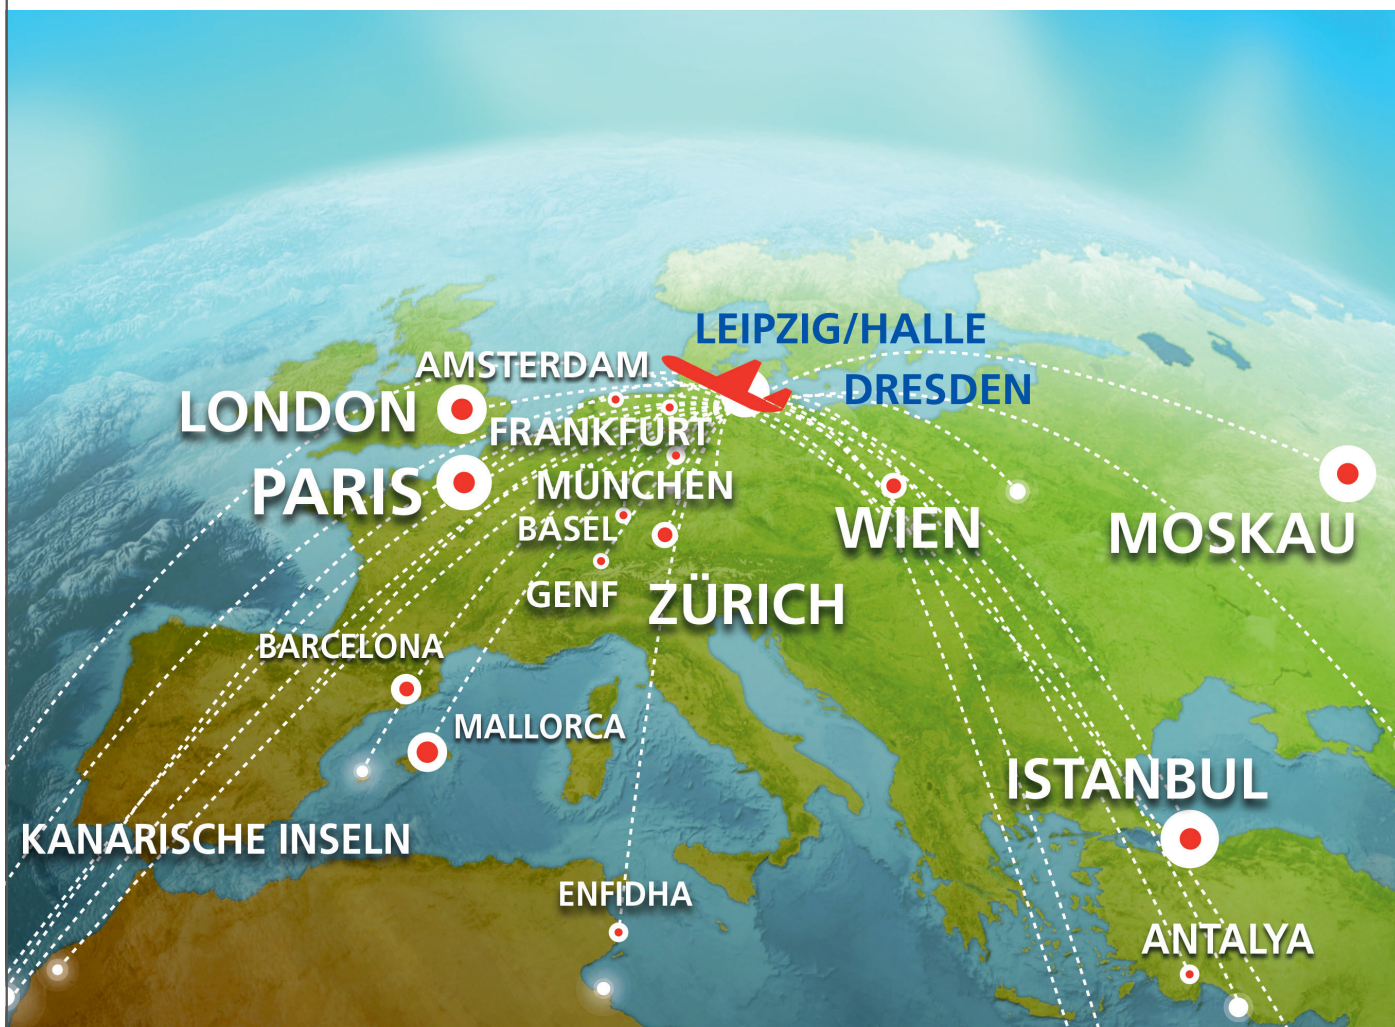 LEIPZIG/HALLE
AMSTERDAM
DRESDEN
LONDON
FRANKFURT
PARIS
MÜNCHEN
BASEL
WIEN
MOSKAU
GENF
ZÜRICH
BARCELONA
MALLORCA
ISTANBUL
KANARISCHE INSELN
ENFIDHA
ANTALYA